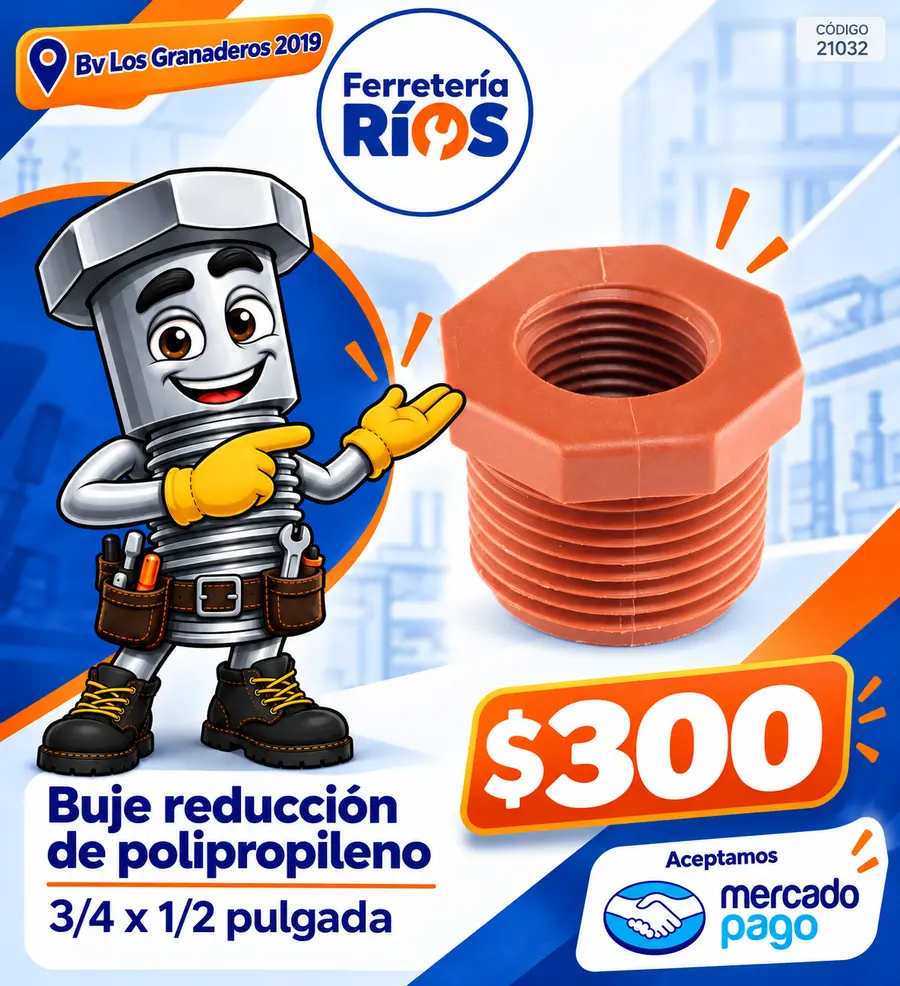 Bv Los Granaderos 2019
Ferretería
RÍOS
CÓDIGO
21032
$300
Buje reducción
de polipropileno
3/4 x 1/2 pulgada
Aceptamos
mercado
pago